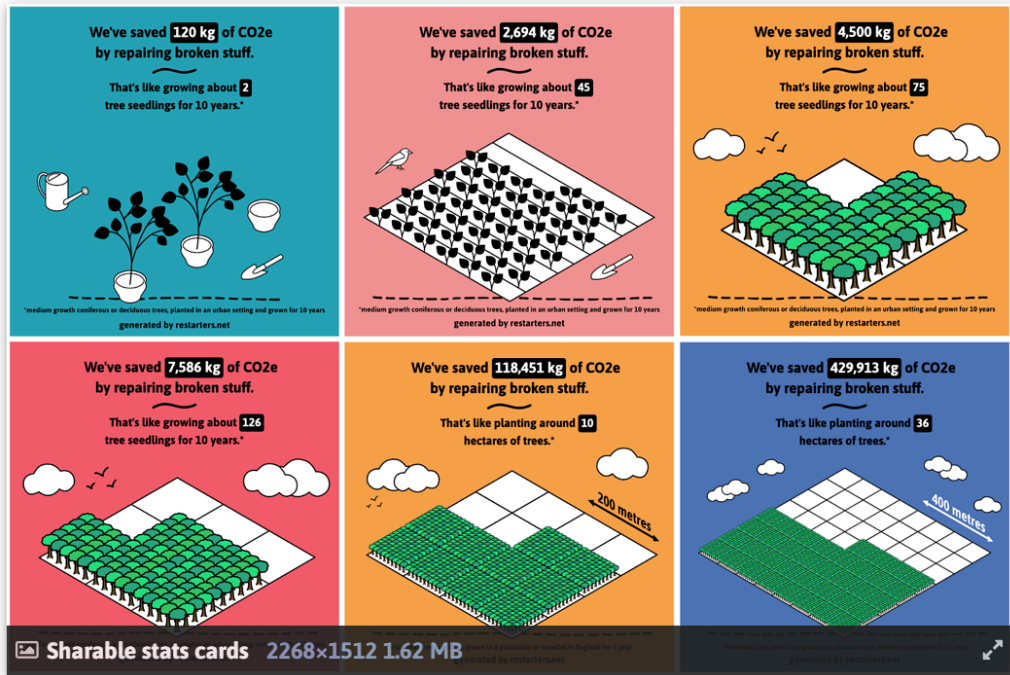 We've saved 120 kg of CO2e
by repairing broken stuff.
That's like growing about 2
tree seedlings for 10 years.*
*medium growth coniferous or deciduous trees, planted in an urban setting and grown for 10 years
generated by restarters.net
We've saved 2,694 kg of CO2e
by repairing broken stuff.
That's like growing about 45
tree seedlings for 10 years.*
*medium growth coniferous or deciduous trees, planted in an urban setting and grown for 10 years
generated by restarters.net
We've saved 4,500 kg of CO2e
by repairing broken stuff.
That's like growing about 75
tree seedlings for 10 years.*
*medium growth coniferous or deciduous trees, planted in an urban setting and grown for 10 years
generated by restarters.net
We've saved 7,586 kg of CO2e
by repairing broken stuff.
That's like growing about 126
tree seedlings for 10 years.*
We've saved 118,451 kg of CO2e
by repairing broken stuff.
That's like planting around 10
hectares of trees.*
200 metres
generated by restarters.net
We've saved 429,913 kg of CO2e
by repairing broken stuff.
That's like planting around 36
hectares of trees.*
400 metres
generated by restarters.net
Sharable stats cards 2268×1512 1.62 MB